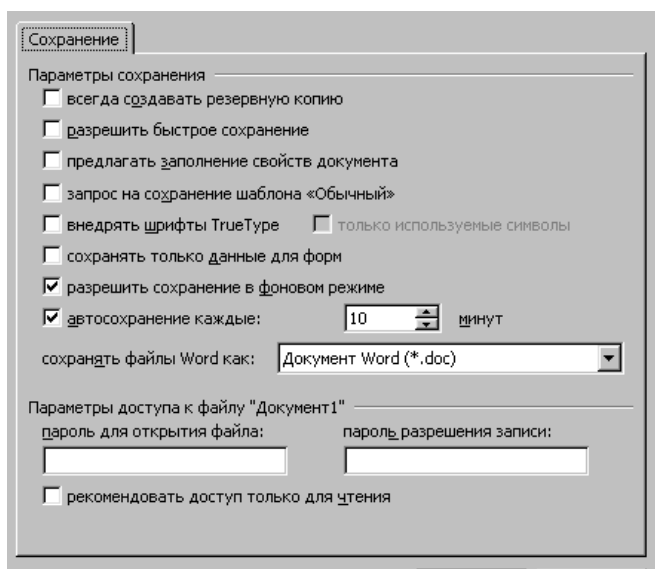 Сохранение
Параметры сохранения
всегда создавать резервную копию
разрешить быстрое сохранение
предлагать заполнение свойств документа
запрос на сохранение шаблона «Обычный»
внедрять шрифты TrueType только используемые символы
сохранять только данные для форм
разрешить сохранение в фоновом режиме
автосохранение каждые: 10 минут
сохранять файлы Word как: Документ Word (*.doc)
Параметры доступа к файлу "Документ1"
пароль для открытия файла: пароль разрешения записи:
рекомендовать доступ только для чтения